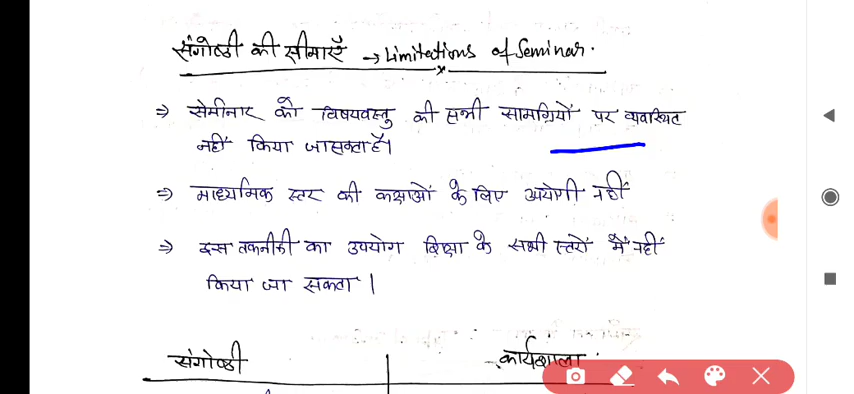 संगोष्ठी की सीमाएँ → Limitations of Seminar.
⇒ सेमीनार को विषयवस्तु की सभी सामग्रियों पर व्यवस्थित
नहीं किया जा सकता है।
⇒ माध्यमिक स्तर की कक्षाओं के लिए उपयोगी नहीं
⇒ इस तकनीकी का उपयोग शिक्षा के सभी स्तरों में नहीं
किया जा सकता।
संगोष्ठी कार्यशाला